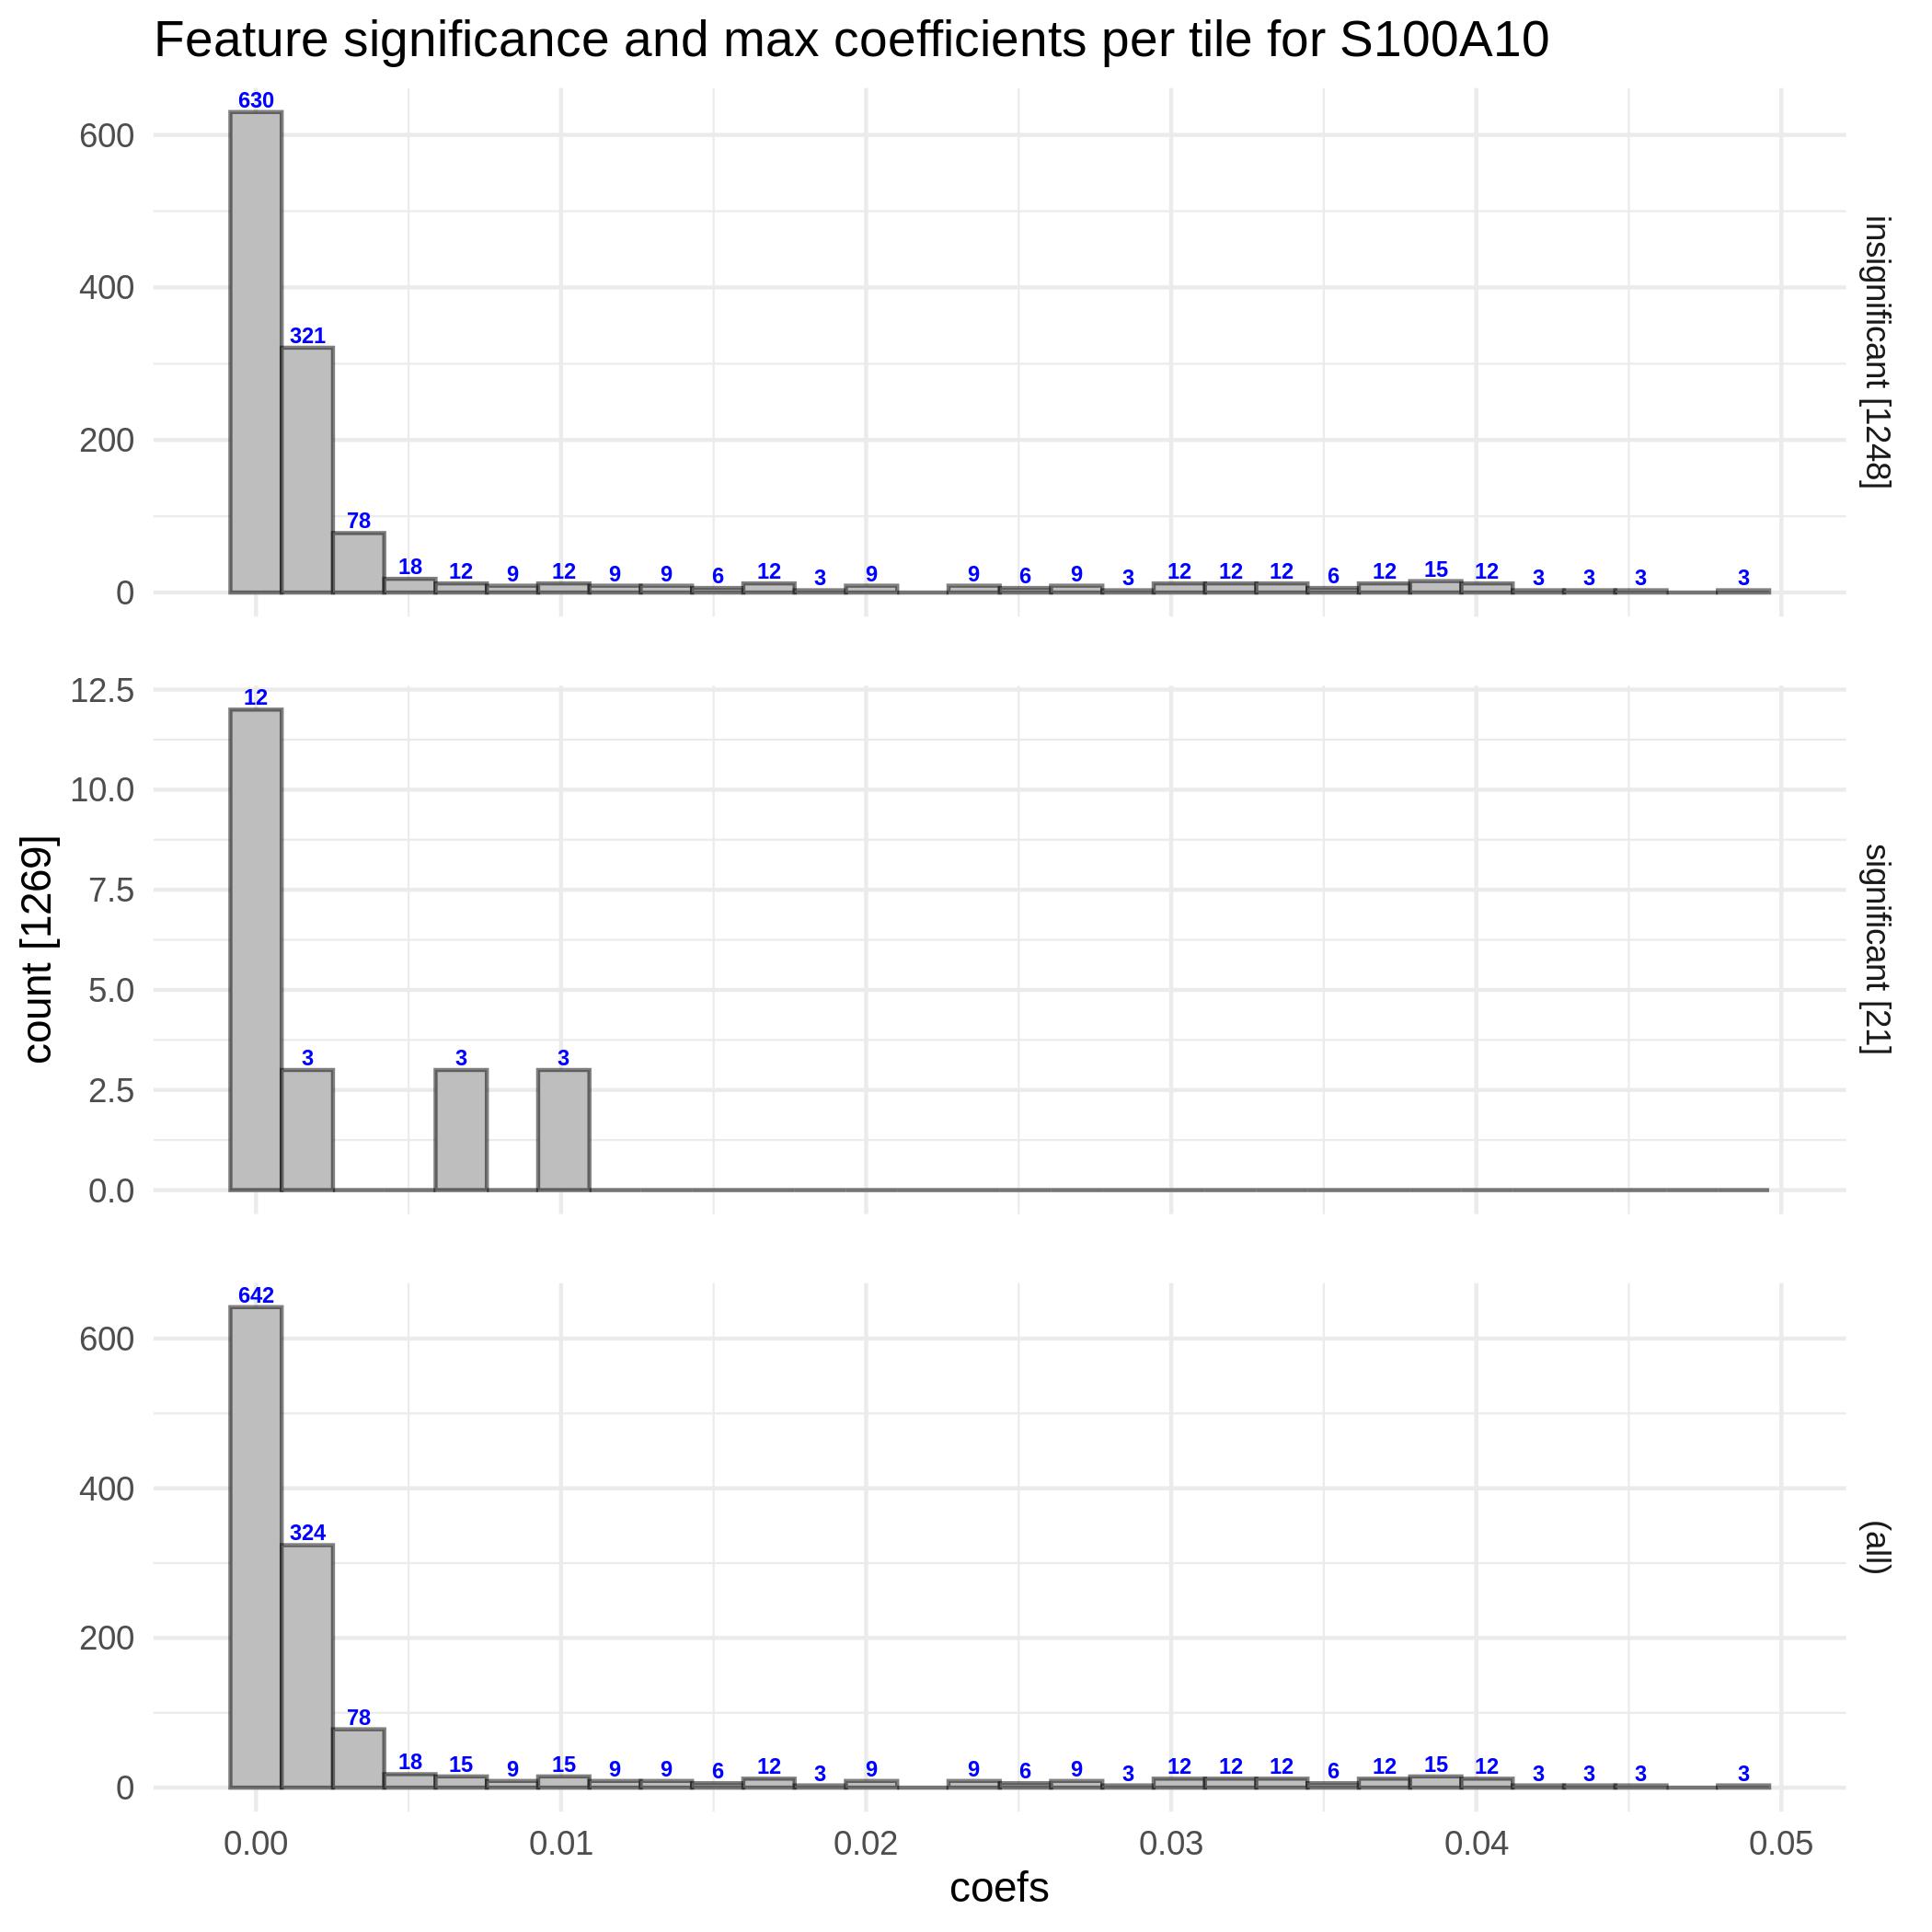 Feature significance and max coefficients per tile for S100A10
630
600
321
400
200
78
18 12 9 12 9 9 6 12 3 9 9 6 9 3 12 12 12 6 12 15 12 3 3 3 3
0
insignificant [1248]
12.5
12
10.0
7.5
5.0
3 3 3
2.5
0.0
significant [21]
count [1269]
642
600
324
400
200
78
18 15 9 15 9 9 6 12 3 9 9 6 9 3 12 12 12 6 12 15 12 3 3 3 3
0
(all)
0.00 0.01 0.02 0.03 0.04 0.05
coefs